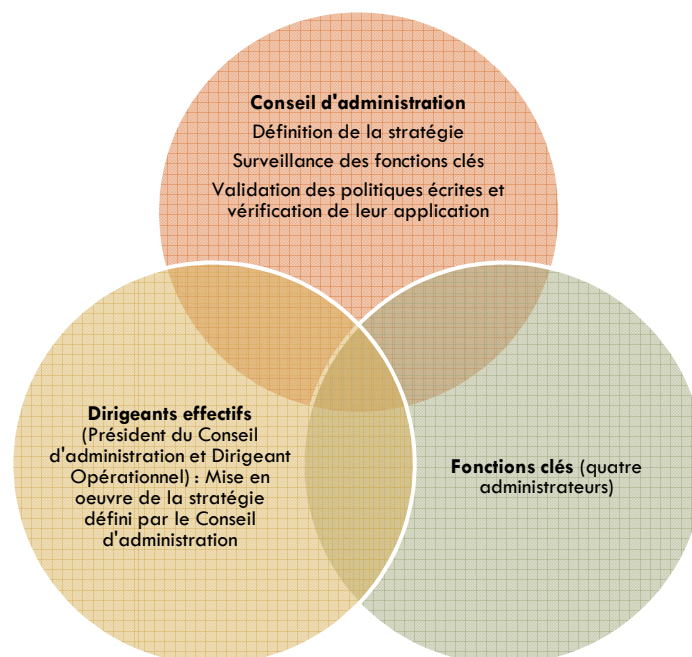 Conseil d'administration
Définition de la stratégie
Surveillance des fonctions clés
Validation des politiques écrites et
vérification de leur application
Dirigeants effectifs
(Président du Conseil
d'administration et Dirigeant
Opérationnel) : Mise en
oeuvre de la stratégie
défini par le Conseil
d'administration
Fonctions clés (quatre
administrateurs)